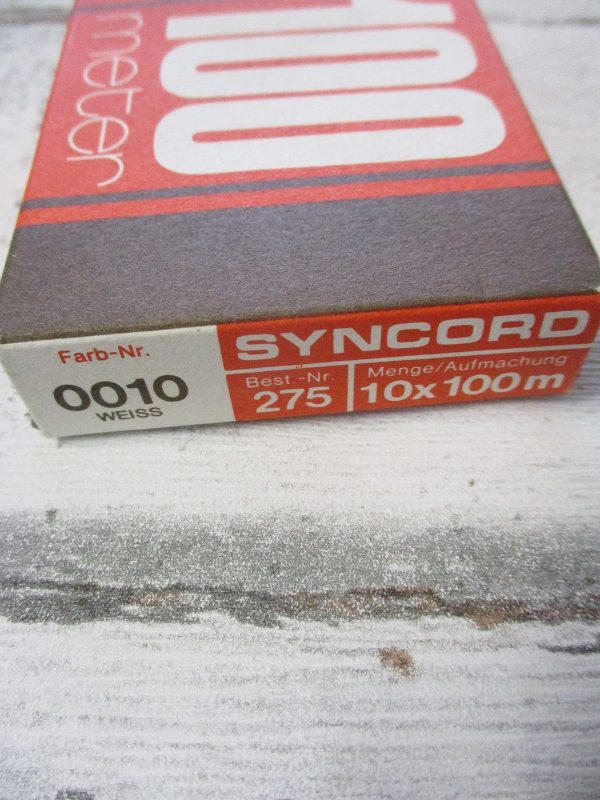 100
meter
Farb-Nr.
0010
WEISS
SYNCORD
Best.-Nr.
275
Menge/Aufmachung
10x100m